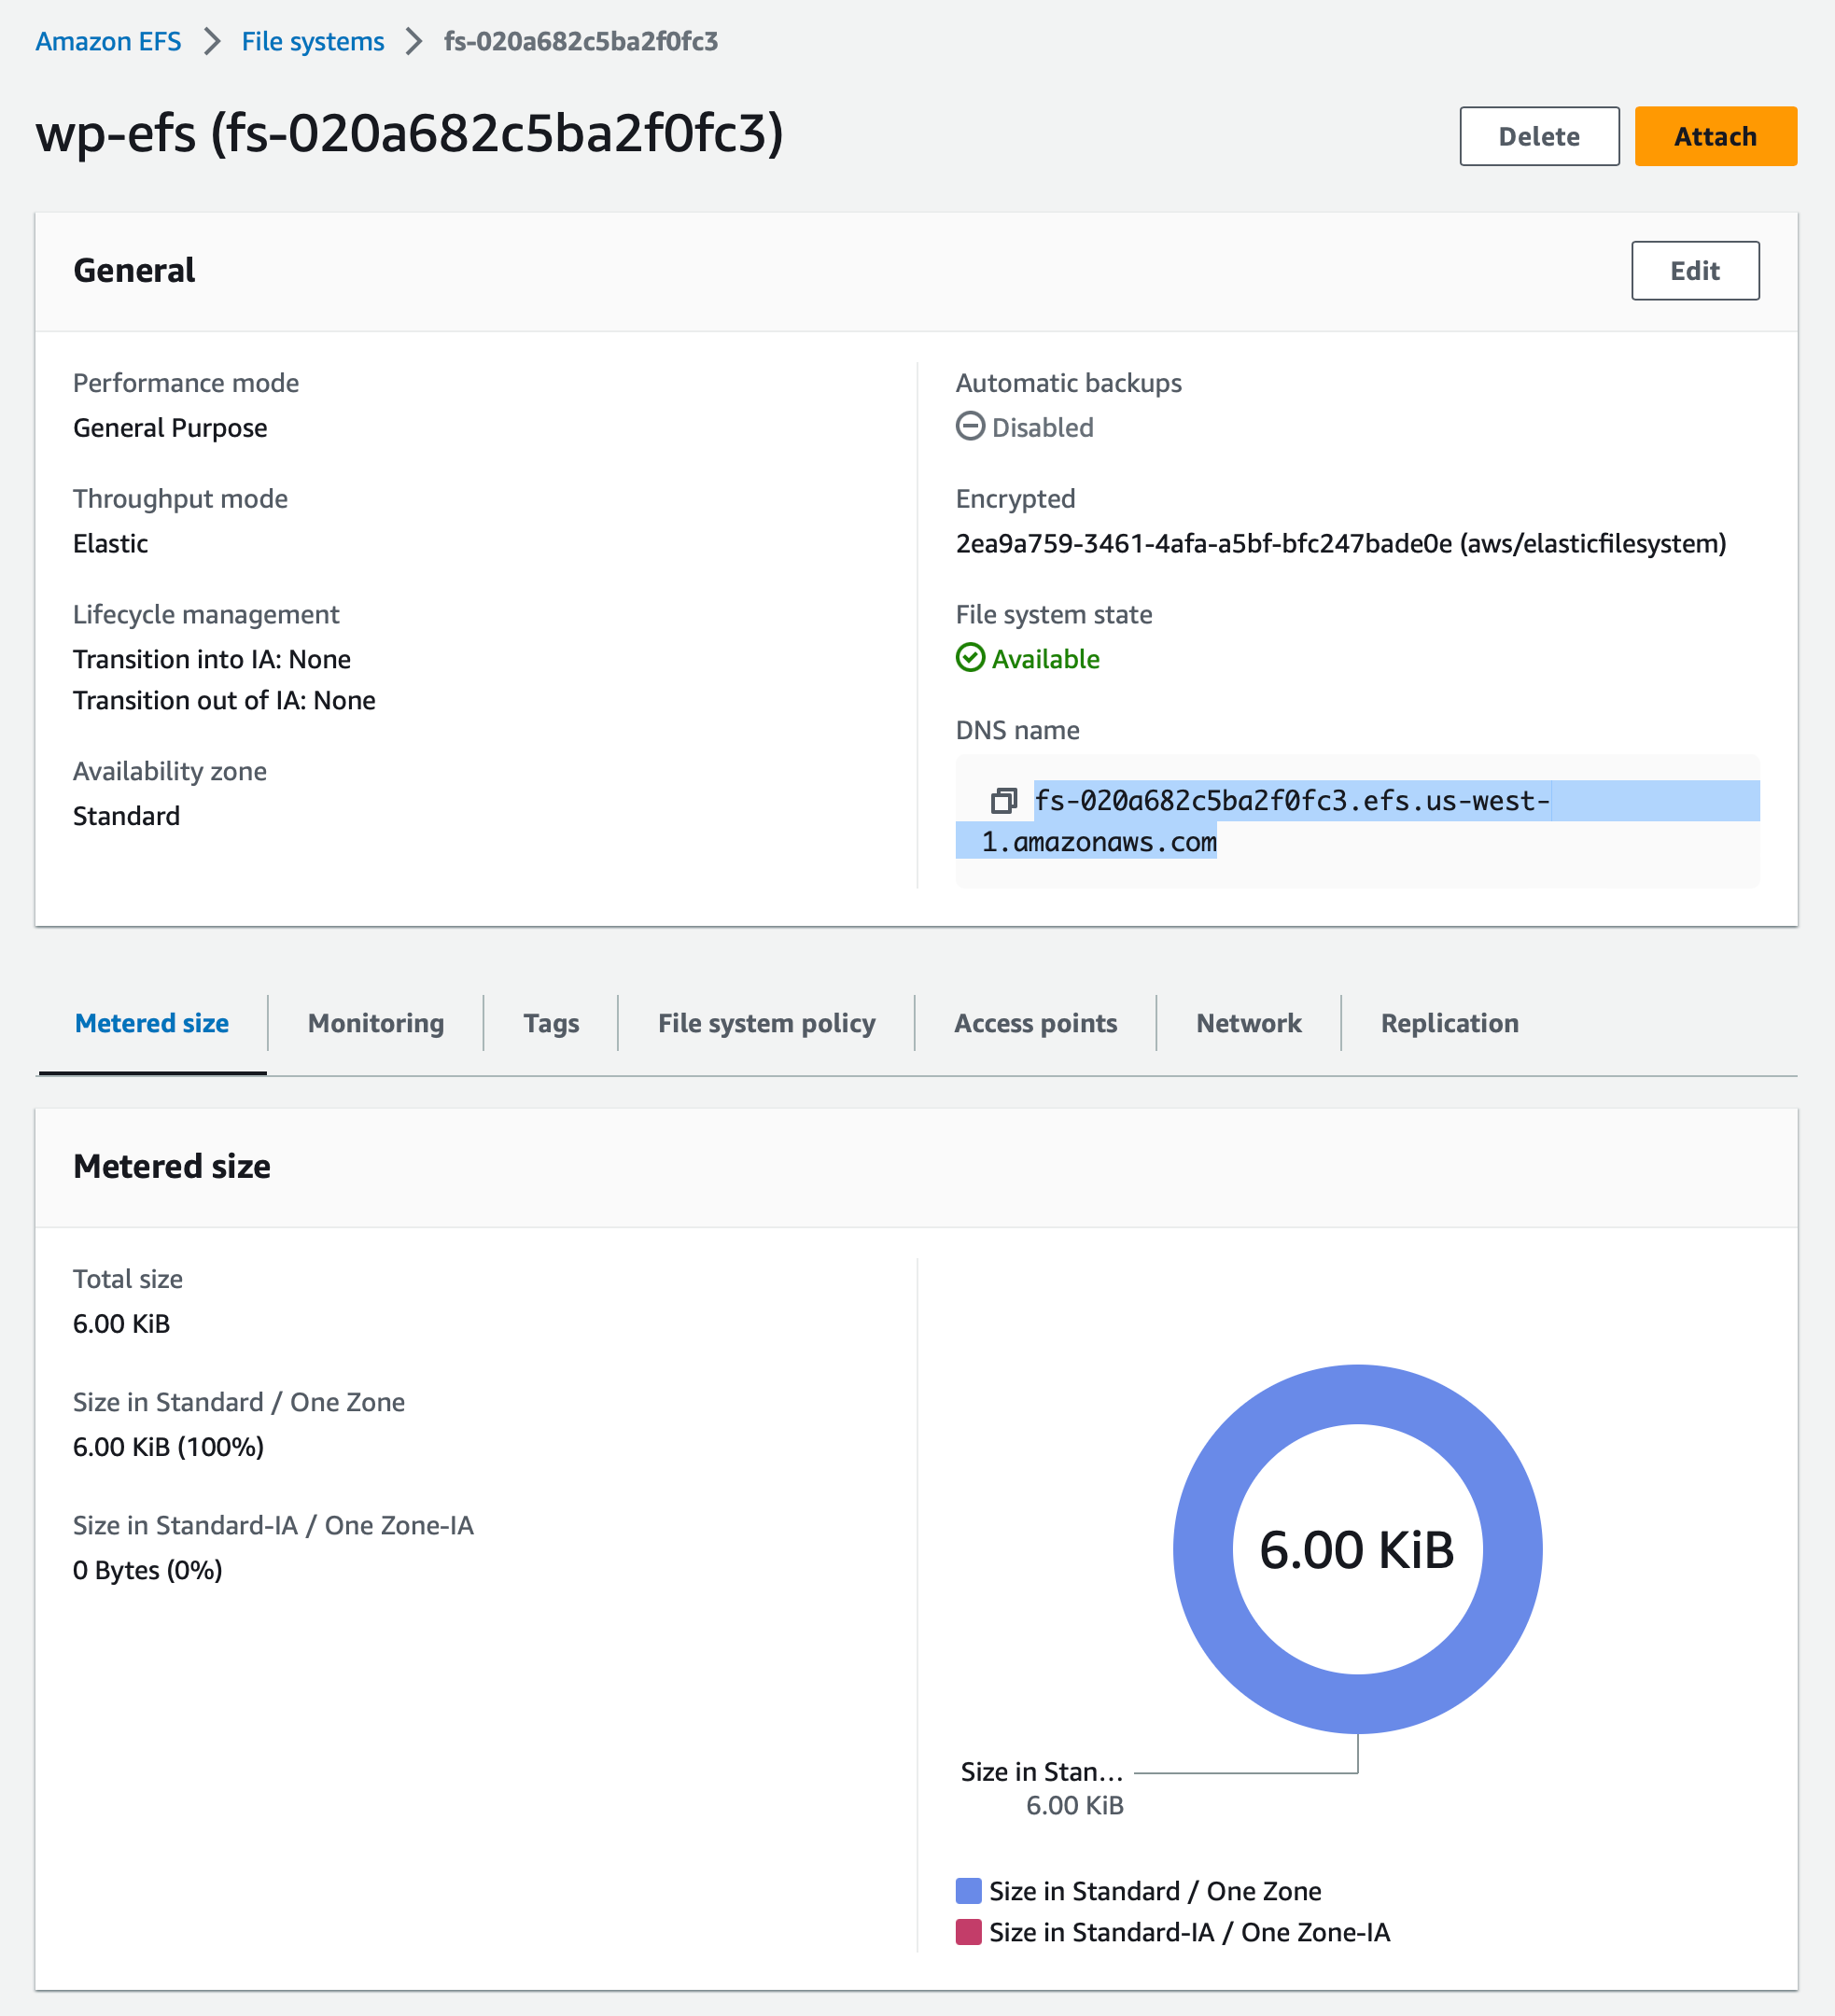 Amazon EFS
File systems
fs-020a682c5ba2f0fc3
wp-efs (fs-020a682c5ba2f0fc3)
Delete
Attach
General
Edit
Performance mode
General Purpose
Throughput mode
Elastic
Lifecycle management
Transition into IA: None
Transition out of IA: None
Availability zone
Standard
Automatic backups
Disabled
Encrypted
2ea9a759-3461-4afa-a5bf-bfc247bade0e (aws/elasticfilesystem)
File system state
Available
DNS name
fs-020a682c5ba2f0fc3.efs.us-west-
1.amazonaws.com
Metered size
Monitoring
Tags
File system policy
Access points
Network
Replication
Metered size
Total size
6.00 KiB
Size in Standard / One Zone
6.00 KiB (100%)
Size in Standard-IA / One Zone-IA
0 Bytes (0%)
6.00 KiB
Size in Stan...
6.00 KiB
Size in Standard / One Zone
Size in Standard-IA / One Zone-IA